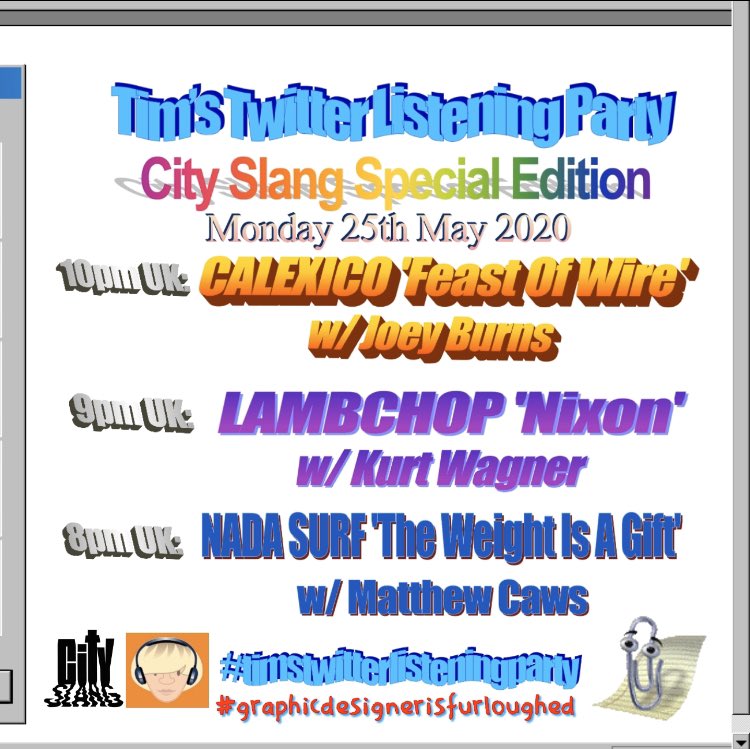 Tim's Twitter Listening Party
City Slang Special Edition
Monday 25th May 2020
10pm UK: CALEXICO 'Feast Of Wire'
w/ Joey Burns
9pm UK: LAMBCHOP 'Nixon'
w/ Kurt Wagner
8pm UK: NADA SURF 'The Weight Is A Gift'
w/ Matthew Caws
City
SLANG
#timstwitterlisteningparty
#graphicdesignerisfurloughed